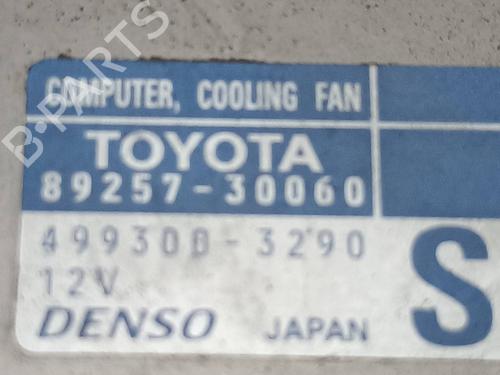 B-PARTS
COMPUTER, COOLING FAN
TOYOTA
89257-30060
499300-3290
12V
DENSO JAPAN
S